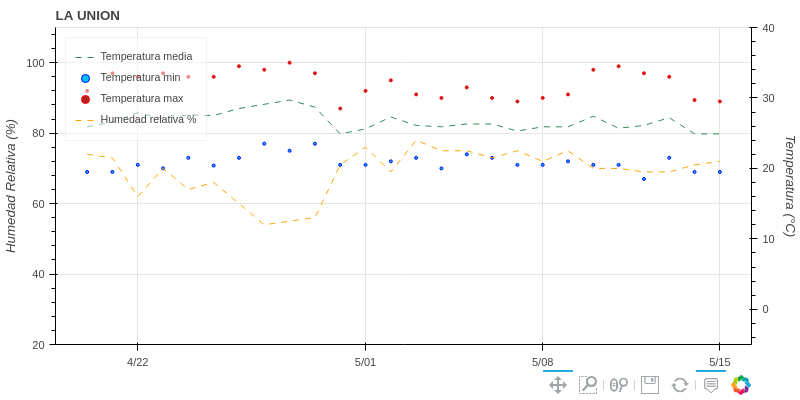 LA UNION
Temperatura media
Temperatura min
Temperatura max
Humedad relativa %
Humedad Relativa (%)
100
80
60
40
20
Temperatura (°C)
40
30
20
10
0
4/22
5/01
5/08
5/15